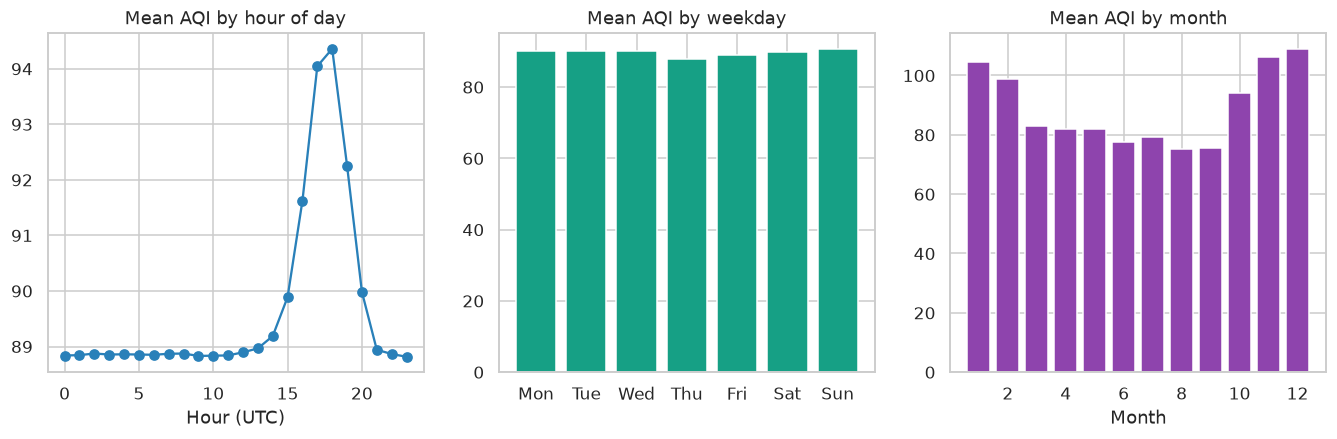 Mean AQI by hour of day
94
93
92
91
90
89
0 5 10 15 20
Hour (UTC)
Mean AQI by weekday
80
60
40
20
0
Mon Tue Wed Thu Fri Sat Sun
Mean AQI by month
100
80
60
40
20
0
2 4 6 8 10 12
Month